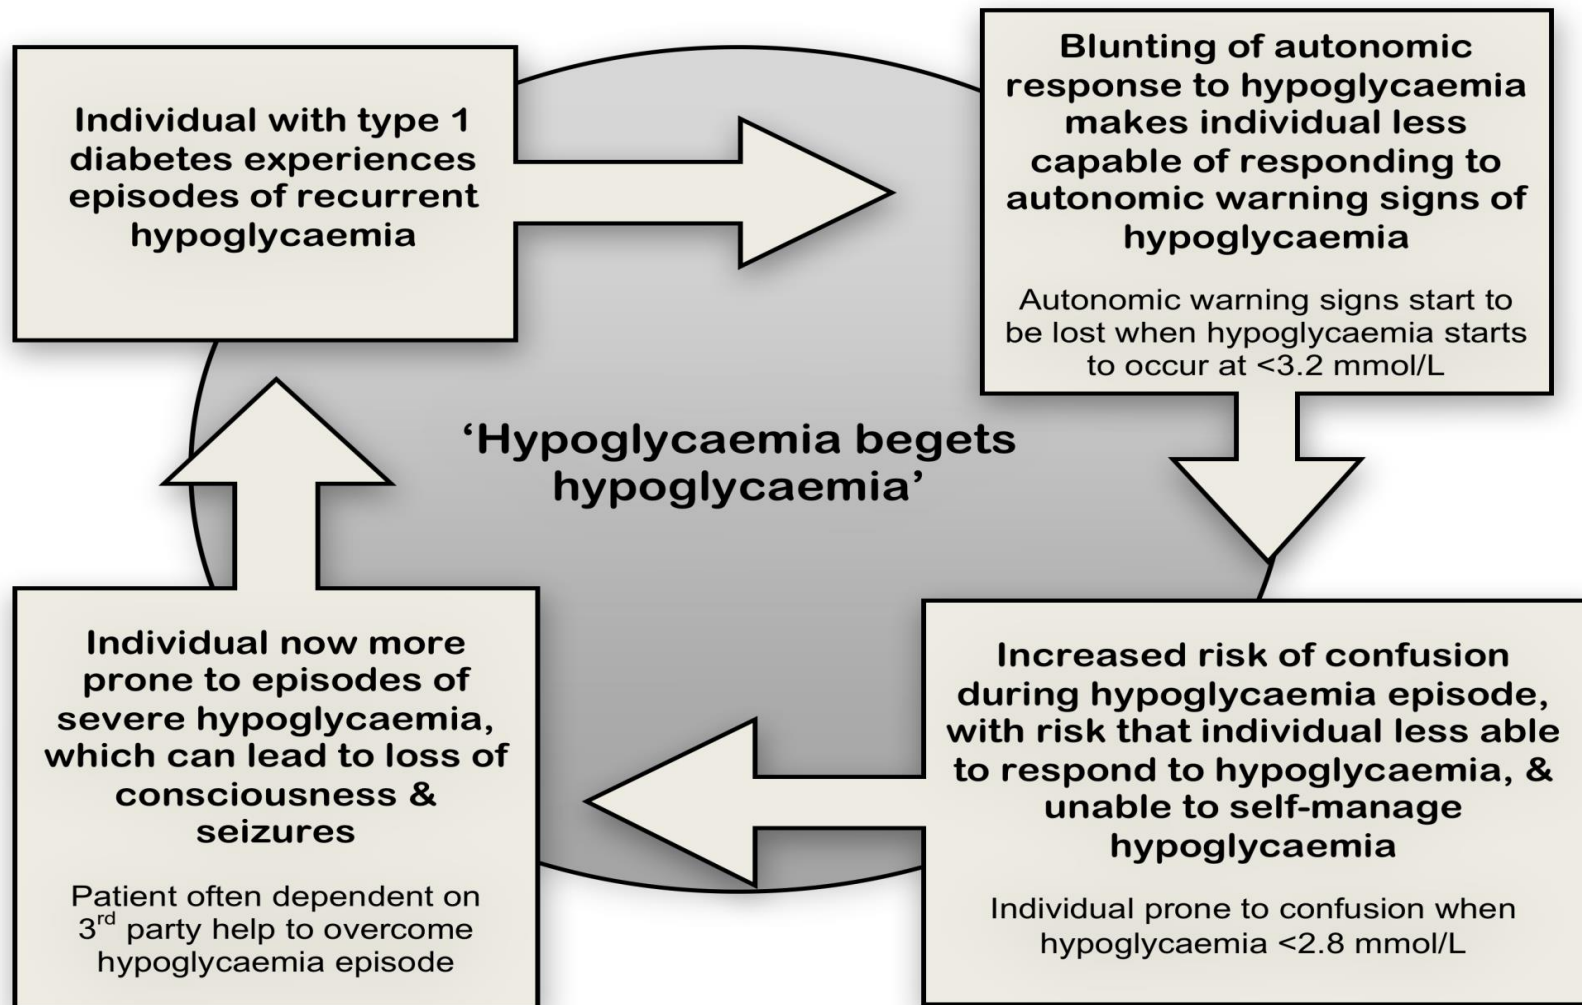 Individual with type 1
diabetes experiences
episodes of recurrent
hypoglycaemia
Blunting of autonomic
response to hypoglycaemia
makes individual less
capable of responding to
autonomic warning signs of
hypoglycaemia
Autonomic warning signs start to
be lost when hypoglycaemia starts
to occur at <3.2 mmol/L
‘Hypoglycaemia begets
hypoglycaemia’
Increased risk of confusion
during hypoglycaemia episode,
with risk that individual less able
to respond to hypoglycaemia, &
unable to self-manage
hypoglycaemia
Individual prone to confusion when
hypoglycaemia <2.8 mmol/L
Individual now more
prone to episodes of
severe hypoglycaemia,
which can lead to loss of
consciousness &
seizures
Patient often dependent on
3rd party help to overcome
hypoglycaemia episode